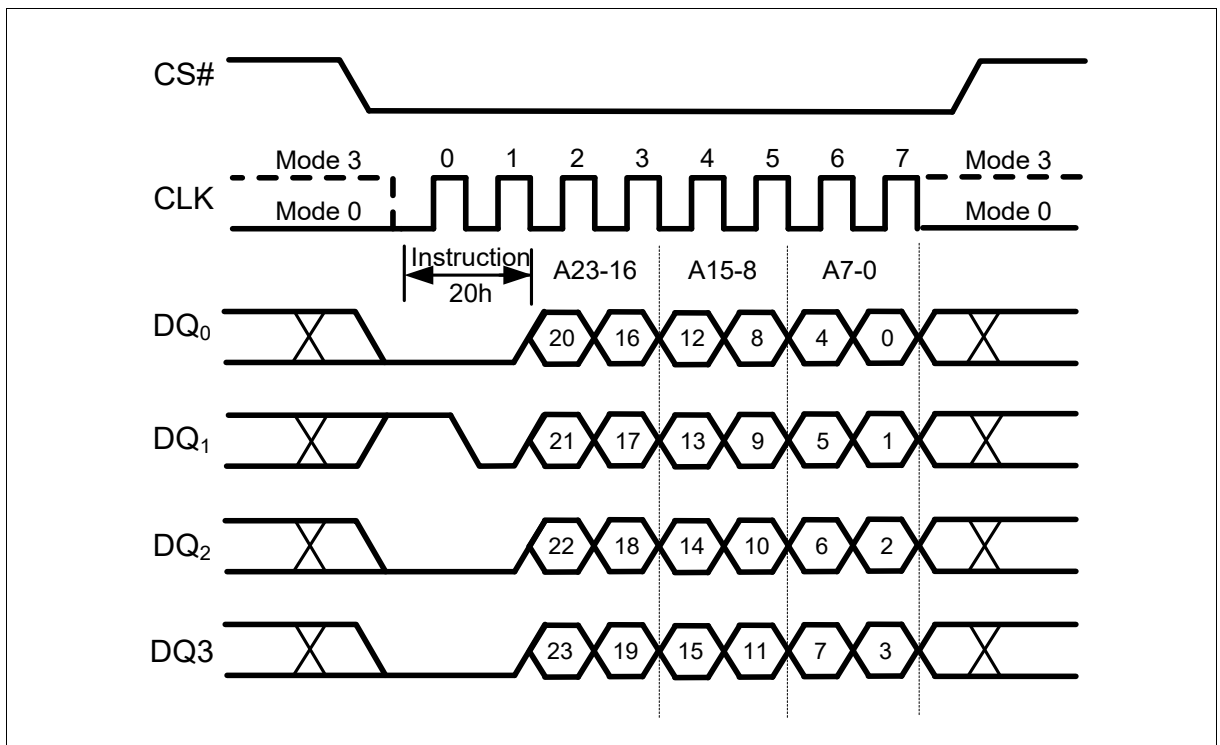 CS#
0 1 2 3 4 5 6 7
Mode 3 Mode 3
CLK
Mode 0 Mode 0
Instruction
A23-16 A15-8 A7-0
20h
DQ0 20 16 12 8 4 0
DQ1 21 17 13 9 5 1
DQ2 22 18 14 10 6 2
DQ3 23 19 15 11 7 3